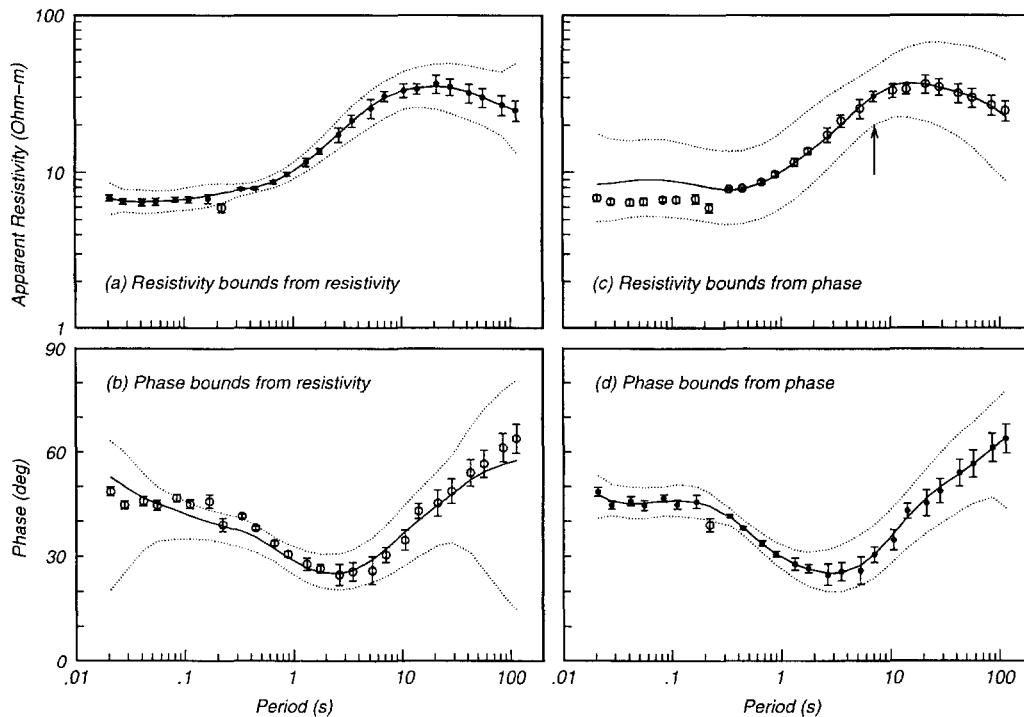 100
10
1
Apparent Resistivity (Ohm–m)
(a) Resistivity bounds from resistivity
(c) Resistivity bounds from phase
90
60
30
0
Phase (deg)
(b) Phase bounds from resistivity
(d) Phase bounds from phase
.01 .1 1 10 100
.01 .1 1 10 100
Period (s)
Period (s)